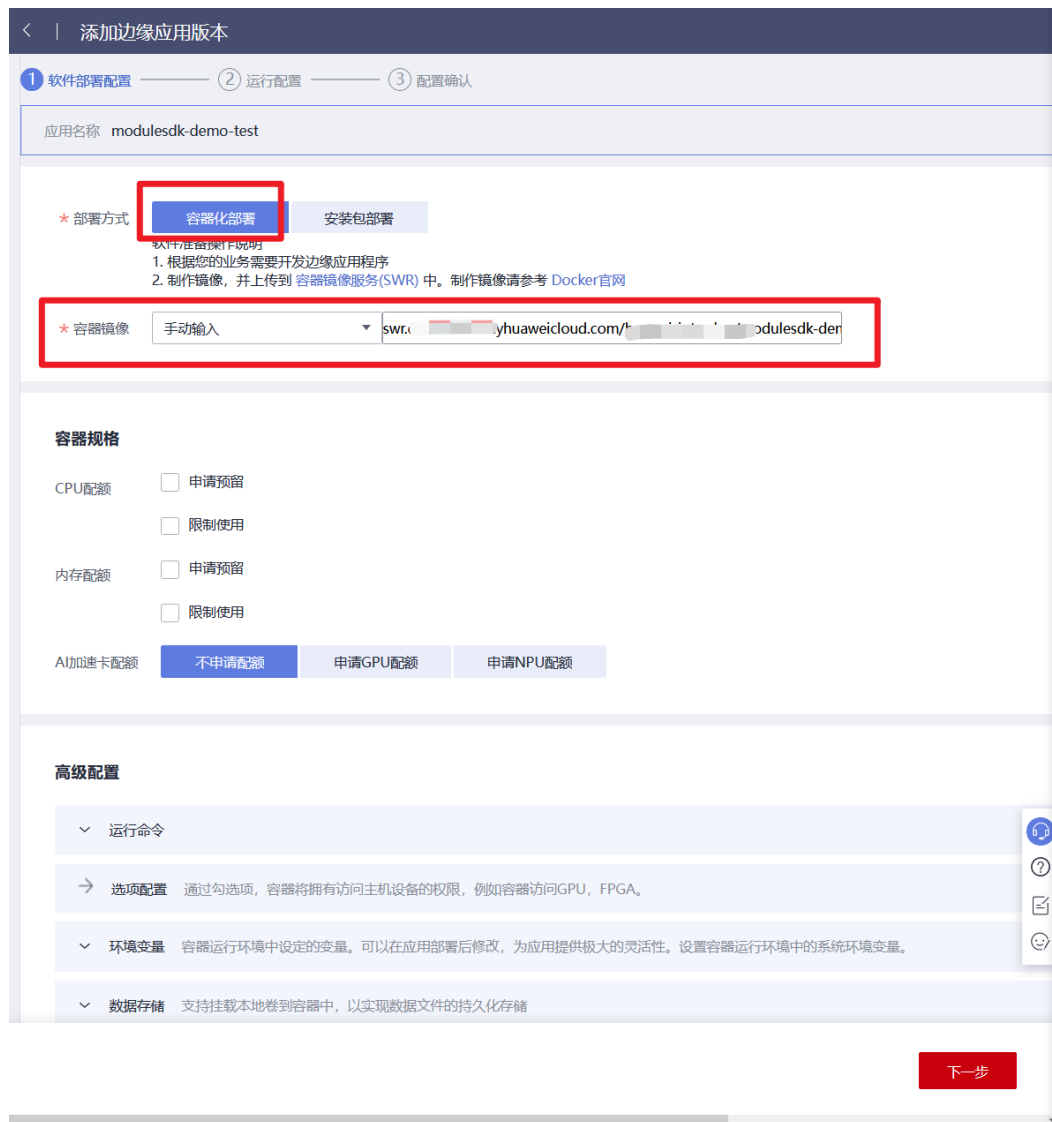 添加边缘应用版本
1 软件部署配置 2 运行配置 3 配置确认
应用名称 modulesdk-demo-test
* 部署方式 容器化部署 安装包部署
软件准备操作说明
1. 根据您的业务需要开发边缘应用程序
2. 制作镜像，并上传到 容器镜像服务(SWR) 中。制作镜像请参考 Docker官网
* 容器镜像 手动输入 swr. yhuaweicloud.com/ odulesdk-den
容器规格
CPU配额 申请预留
限制使用
内存配额 申请预留
限制使用
AI加速卡配额 不申请配额 申请GPU配额 申请NPU配额
高级配置
运行命令
选项配置 通过勾选项，容器将拥有访问主机设备的权限，例如容器访问GPU，FPGA。
环境变量 容器运行环境中设定的变量。可以在应用部署后修改，为应用提供极大的灵活性。设置容器运行环境中的系统环境变量。
数据存储 支持挂载本地卷到容器中，以实现数据文件的持久化存储
下一步